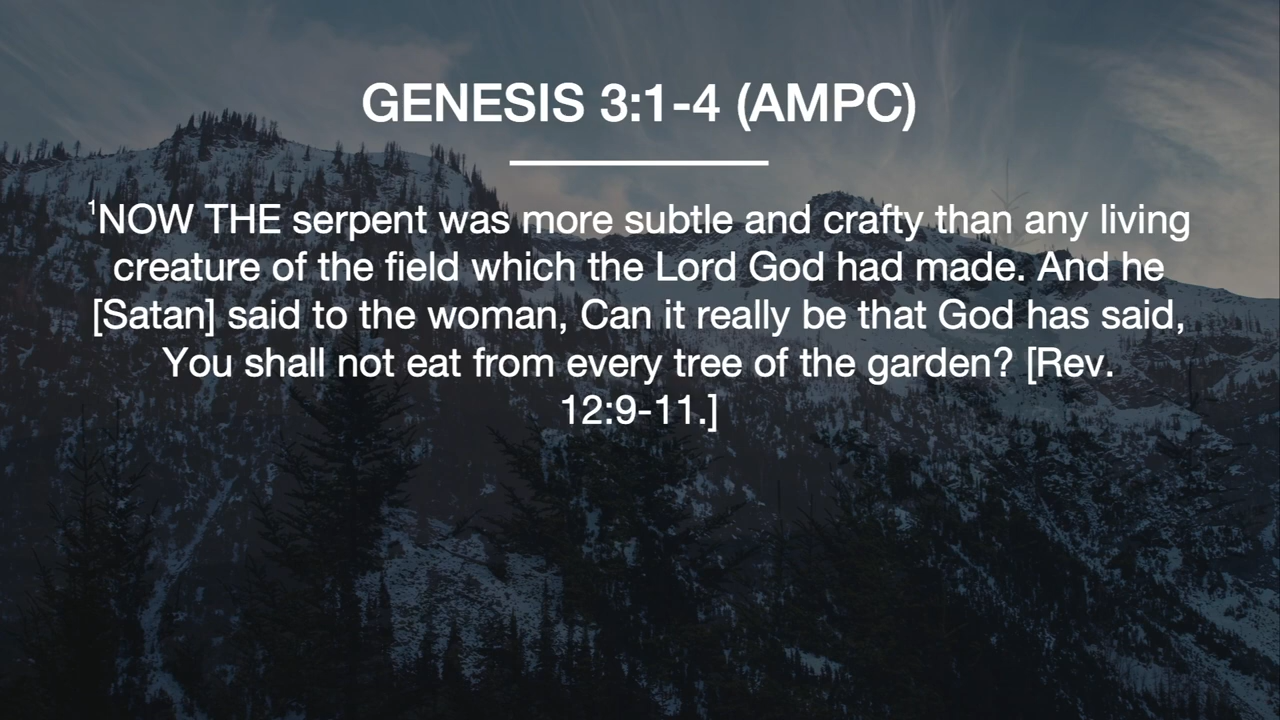 GENESIS 3:1-4 (AMPC)
¹NOW THE serpent was more subtle and crafty than any living
creature of the field which the Lord God had made. And he
[Satan] said to the woman, Can it really be that God has said,
You shall not eat from every tree of the garden? [Rev.
12:9-11.]